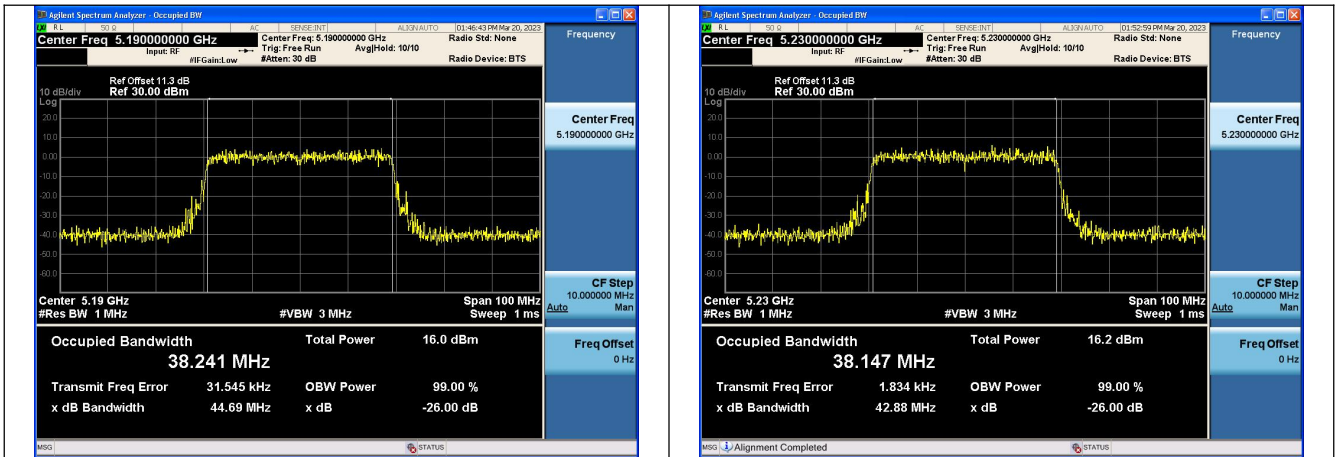 Agilent Spectrum Analyzer - Occupied BW
RL 50 Ω AC SENSE:INT ALIGN AUTO 01:46:43 PM Mar 20, 2023
Center Freq 5.190000000 GHz
Center Freq: 5.190000000 GHz
Radio Std: None
Input: RF
Trig: Free Run Avg|Hold: 10/10
#IFGain:Low
#Atten: 30 dB
Radio Device: BTS
Ref Offset 11.3 dB
10 dB/div Ref 30.00 dBm
Log
20.0
10.0
0.00
-10.0
-20.0
-30.0
-40.0
-50.0
-60.0
Center 5.19 GHz
Span 100 MHz
#Res BW 1 MHz
#VBW 3 MHz
Sweep 1 ms
Occupied Bandwidth
Total Power 16.0 dBm
38.241 MHz
Transmit Freq Error 31.545 kHz OBW Power 99.00 %
x dB Bandwidth 44.69 MHz x dB -26.00 dB
MSG
STATUS
Frequency
Center Freq
5.190000000 GHz
CF Step
10.000000 MHz
Auto Man
Freq Offset
0 Hz
Agilent Spectrum Analyzer - Occupied BW
RL 50 Ω AC SENSE:INT ALIGN AUTO 01:52:59 PM Mar 20, 2023
Center Freq 5.230000000 GHz
Center Freq: 5.230000000 GHz
Radio Std: None
Input: RF
Trig: Free Run Avg|Hold: 10/10
#IFGain:Low
#Atten: 30 dB
Radio Device: BTS
Ref Offset 11.3 dB
10 dB/div Ref 30.00 dBm
Log
20.0
10.0
0.00
-10.0
-20.0
-30.0
-40.0
-50.0
-60.0
Center 5.23 GHz
Span 100 MHz
#Res BW 1 MHz
#VBW 3 MHz
Sweep 1 ms
Occupied Bandwidth
Total Power 16.2 dBm
38.147 MHz
Transmit Freq Error 1.834 kHz OBW Power 99.00 %
x dB Bandwidth 42.88 MHz x dB -26.00 dB
MSG Alignment Completed
STATUS
Frequency
Center Freq
5.230000000 GHz
CF Step
10.000000 MHz
Auto Man
Freq Offset
0 Hz